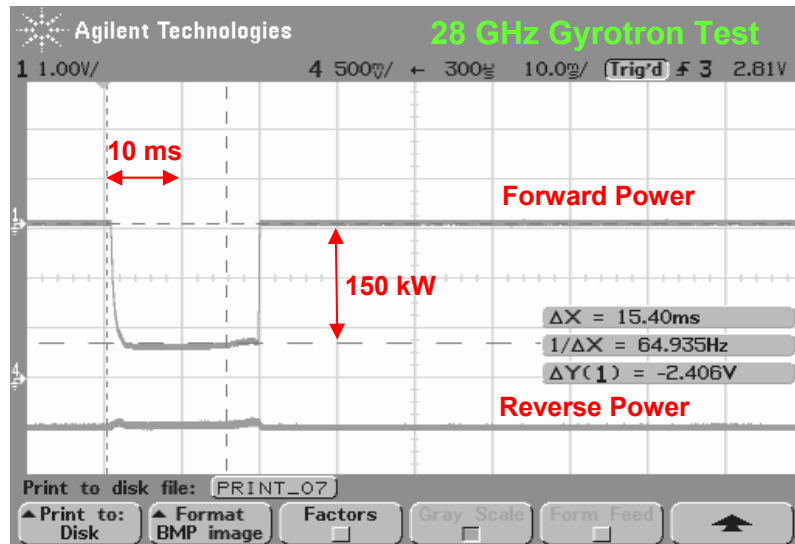 Agilent Technologies
28 GHz Gyrotron Test
1 1.00V/ 4 500mV/ ← 300µs 10.0ms/ Trig'd 3 2.81V
10 ms
Forward Power
1
150 kW
ΔX = 15.40ms
1/ΔX = 64.935Hz
ΔY(1) = -2.406V
4
Reverse Power
Print to disk file: PRINT_07
Print to: Disk
Format BMP image
Factors
Gray Scale
Form Feed